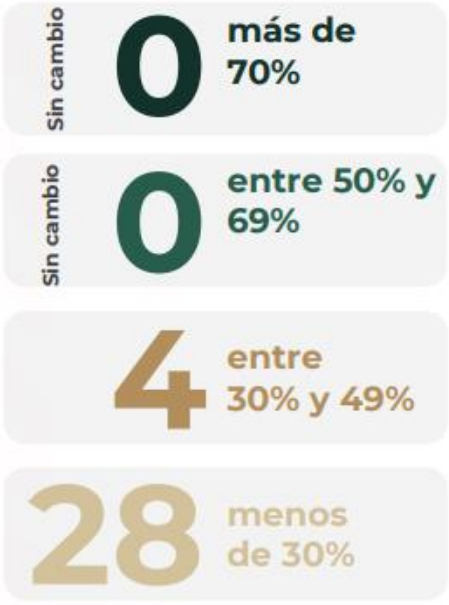 Sin cambio
0
más de
70%
Sin cambio
0
entre 50% y
69%
4
entre
30% y 49%
28
menos
de 30%